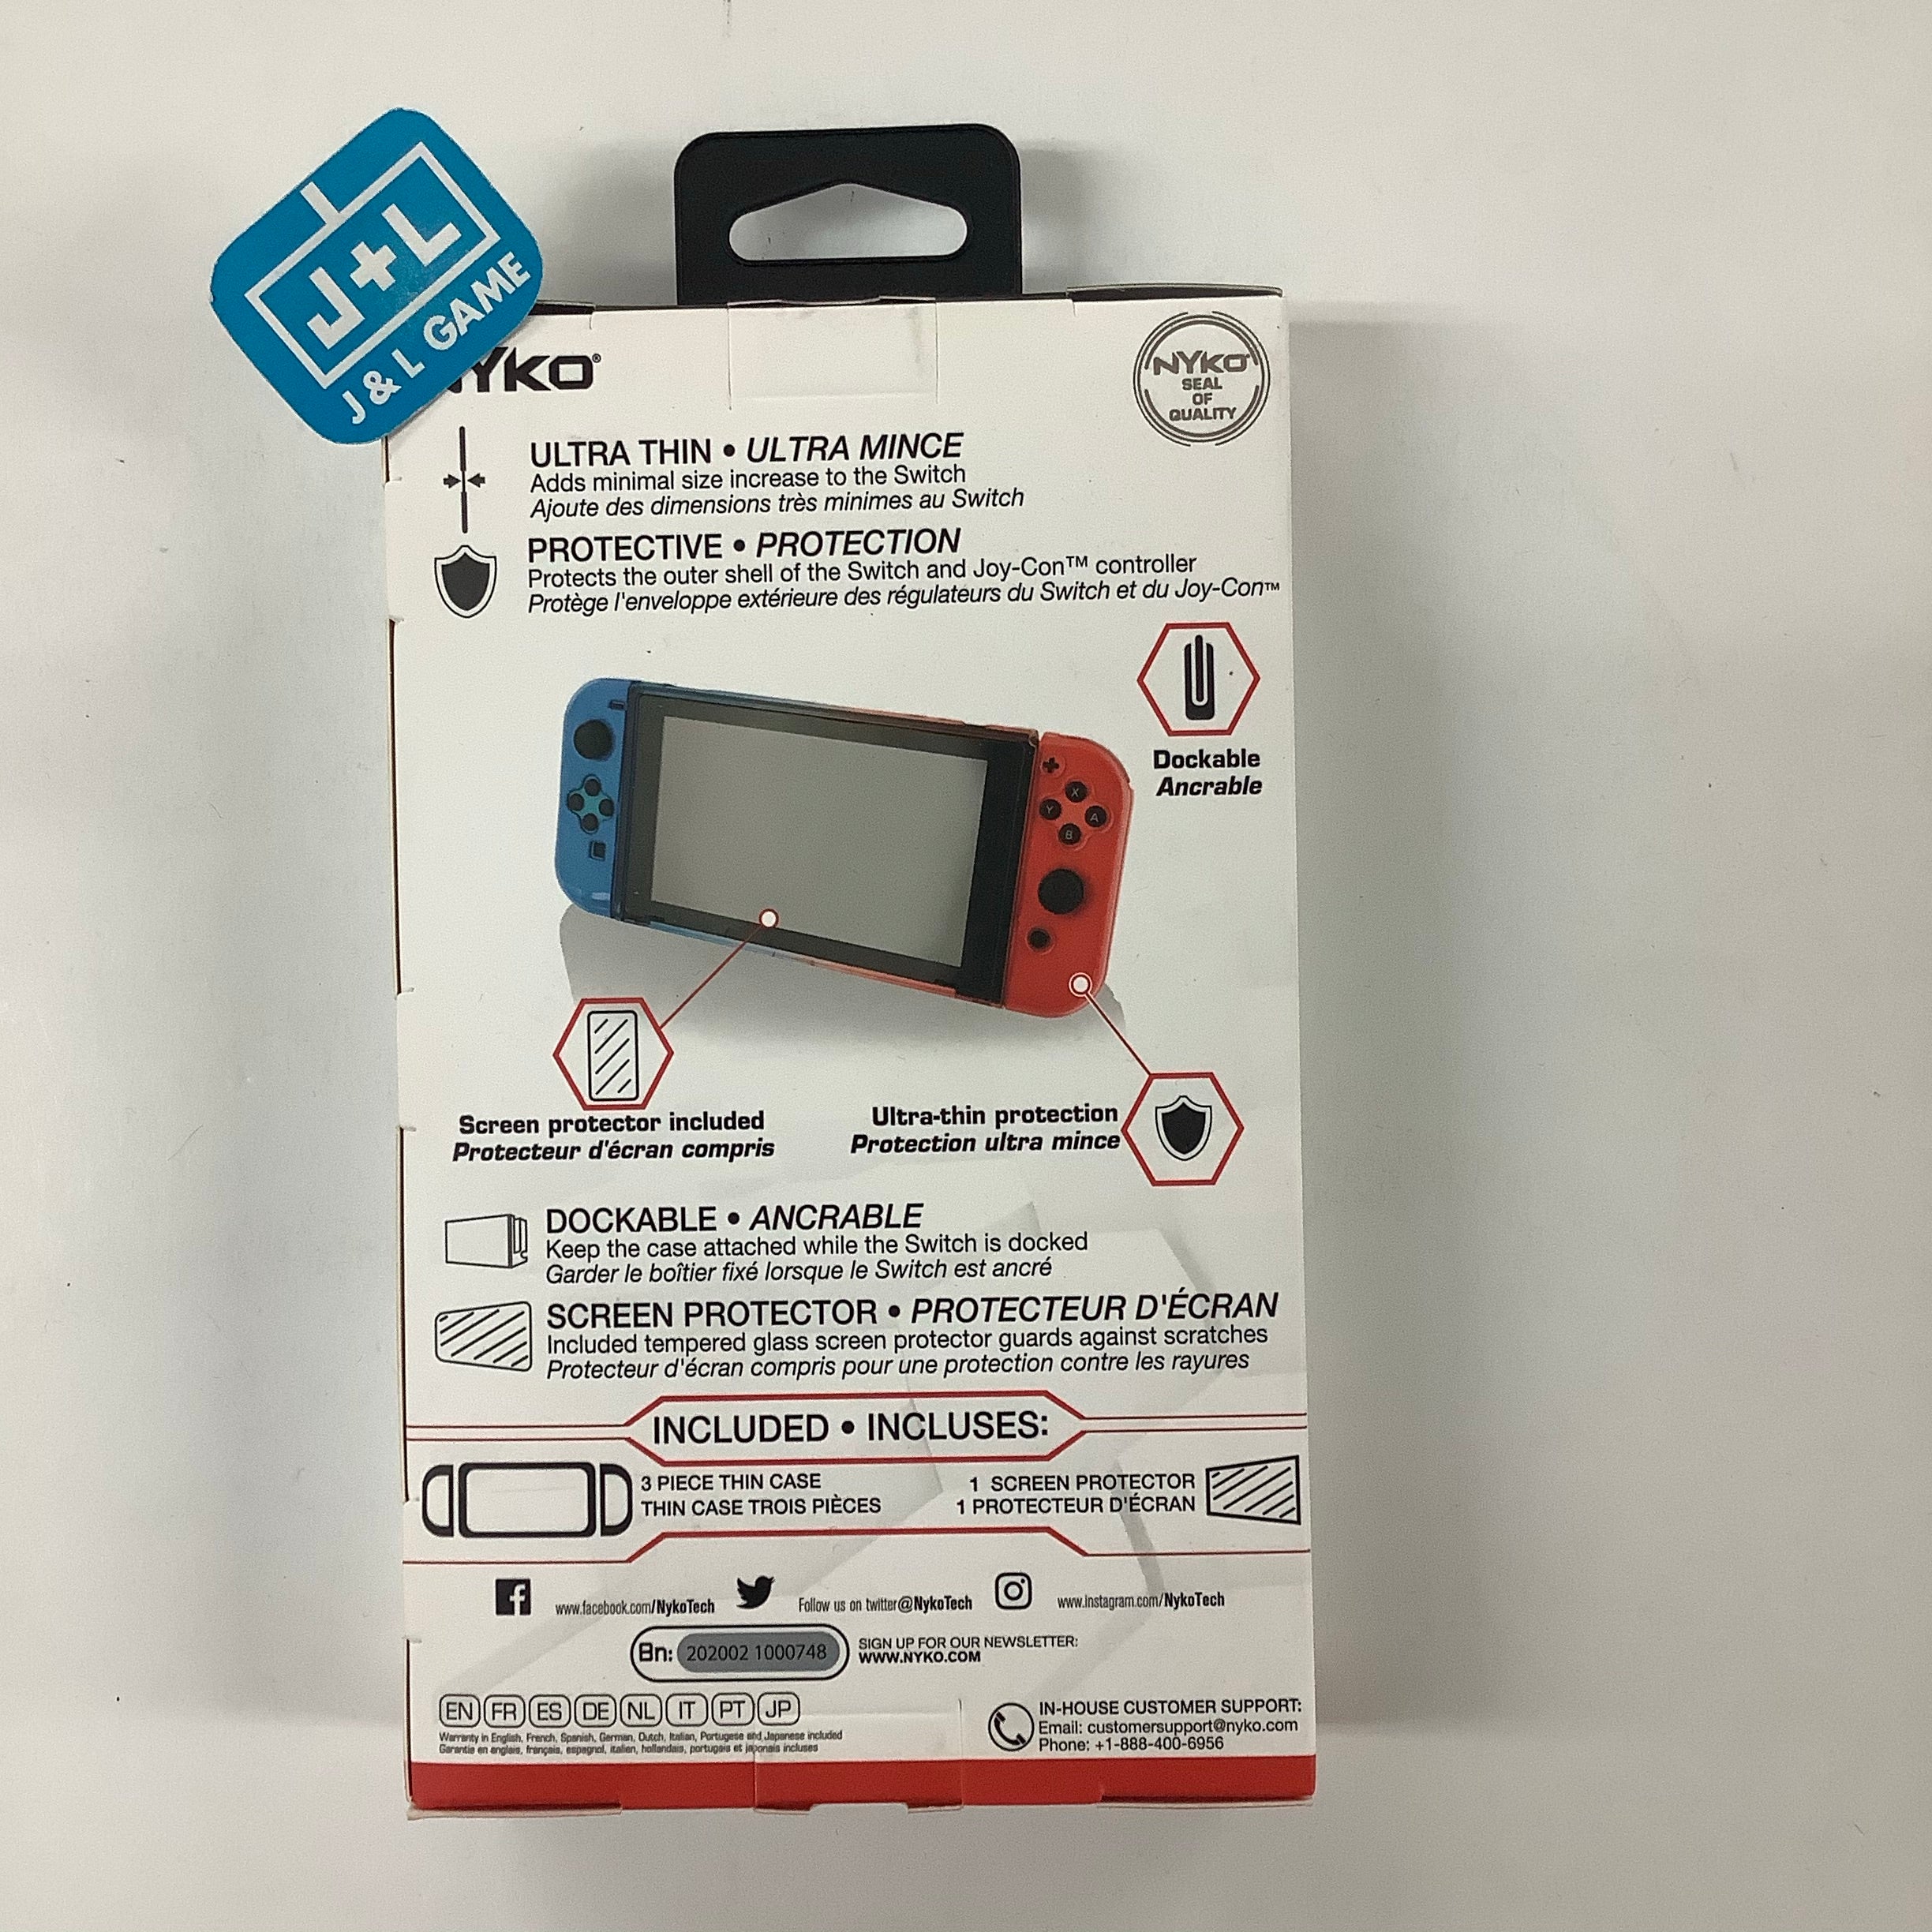 J+L
J & L GAME
NYKO®
NYKO
SEAL
OF
QUALITY
ULTRA THIN • ULTRA MINCE
Adds minimal size increase to the Switch
Ajoute des dimensions très minimes au Switch
PROTECTIVE • PROTECTION
Protects the outer shell of the Switch and Joy-Con™ controller
Protège l'enveloppe extérieure des régulateurs du Switch et du Joy-Con™
Dockable
Ancrable
X
Y
A
B
Screen protector included
Protecteur d'écran compris
Ultra-thin protection
Protection ultra mince
DOCKABLE • ANCRABLE
Keep the case attached while the Switch is docked
Garder le boîtier fixé lorsque le Switch est ancré
SCREEN PROTECTOR • PROTECTEUR D'ÉCRAN
Included tempered glass screen protector guards against scratches
Protecteur d'écran compris pour une protection contre les rayures
INCLUDED • INCLUSES:
3 PIECE THIN CASE
THIN CASE TROIS PIÈCES
1 SCREEN PROTECTOR
1 PROTECTEUR D'ÉCRAN
www.facebook.com/NykoTech
Follow us on twitter@NykoTech
www.instagram.com/NykoTech
Bn: 202002 1000748
SIGN UP FOR OUR NEWSLETTER:
WWW.NYKO.COM
EN FR ES DE NL IT PT JP
Warranty in English, French, Spanish, German, Dutch, Italian, Portugese and Japanese included
Garantie en anglais, français, espagnol, italien, hollandais, portugais et japonais incluses
IN-HOUSE CUSTOMER SUPPORT:
Email: customersupport@nyko.com
Phone: +1-888-400-6956